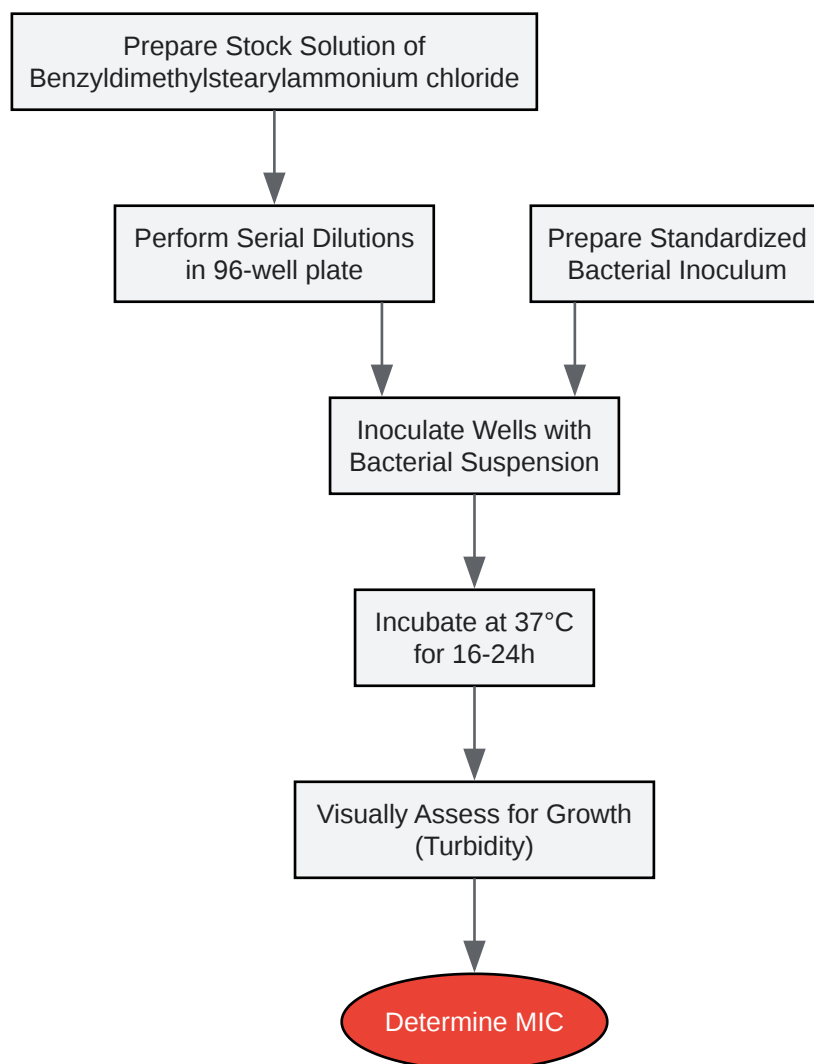 Prepare Stock Solution of
Benzyldimethylstearylammonium chloride
Perform Serial Dilutions
in 96-well plate
Prepare Standardized
Bacterial Inoculum
Inoculate Wells with
Bacterial Suspension
Incubate at 37°C
for 16-24h
Visually Assess for Growth
(Turbidity)
Determine MIC